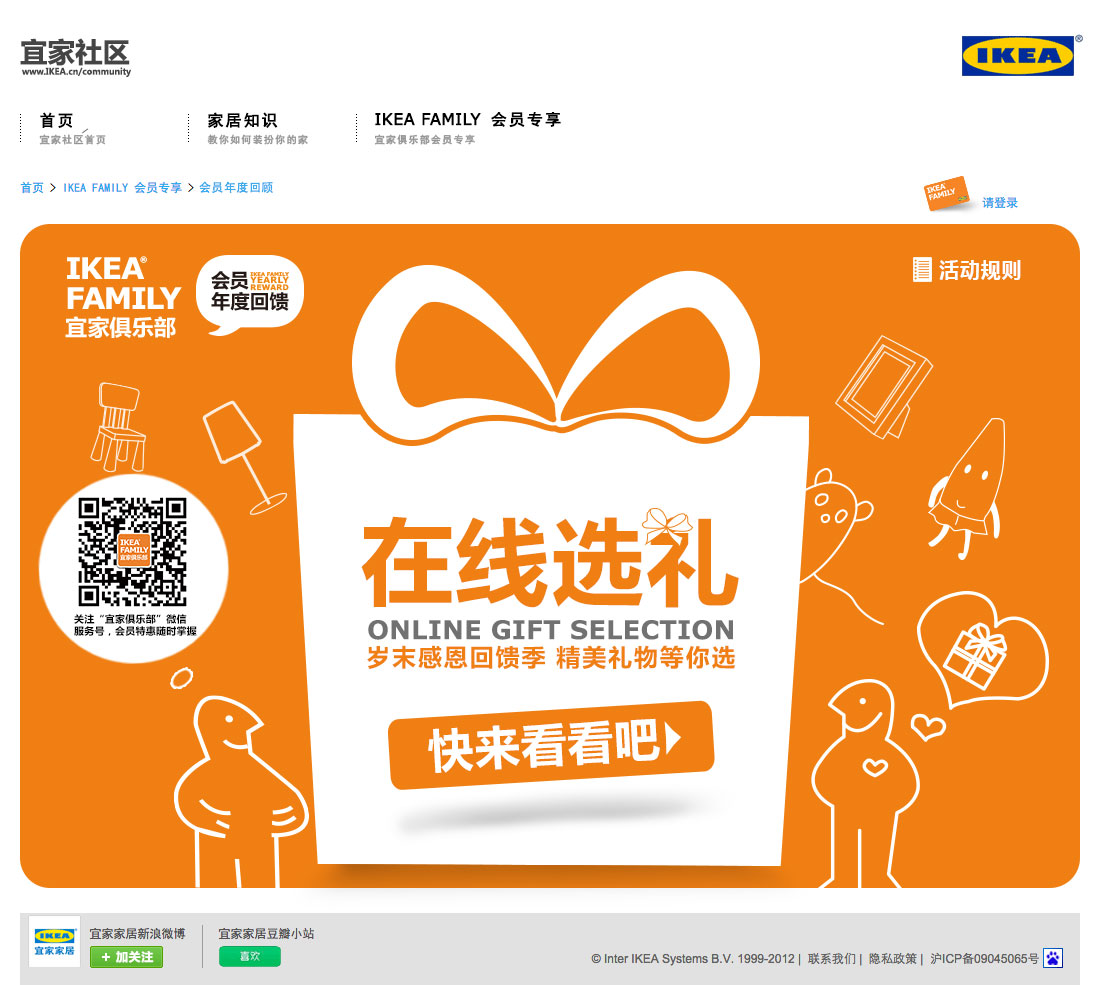 宜家社区
www.IKEA.cn/community
IKEA®
首页
宜家社区首页
家居知识
教你如何装扮你的家
IKEA FAMILY 会员专享
宜家俱乐部会员专享
首页 > IKEA FAMILY 会员专享 > 会员年度回顾
IKEA
FAMILY
请登录
IKEA®
FAMILY
宜家俱乐部
会员
IKEA FAMILY
YEARLY
REWARD
年度回馈
活动规则
IKEA
FAMILY
宜家俱乐部
关注“宜家俱乐部”微信
服务号，会员特惠随时掌握
在线选礼
ONLINE GIFT SELECTION
岁末感恩回馈季 精美礼物等你选
快来看看吧
IKEA
宜家家居
宜家家居新浪微博
+ 加关注
宜家家居豆瓣小站
喜欢
© Inter IKEA Systems B.V. 1999-2012 | 联系我们 | 隐私政策 | 沪ICP备09045065号